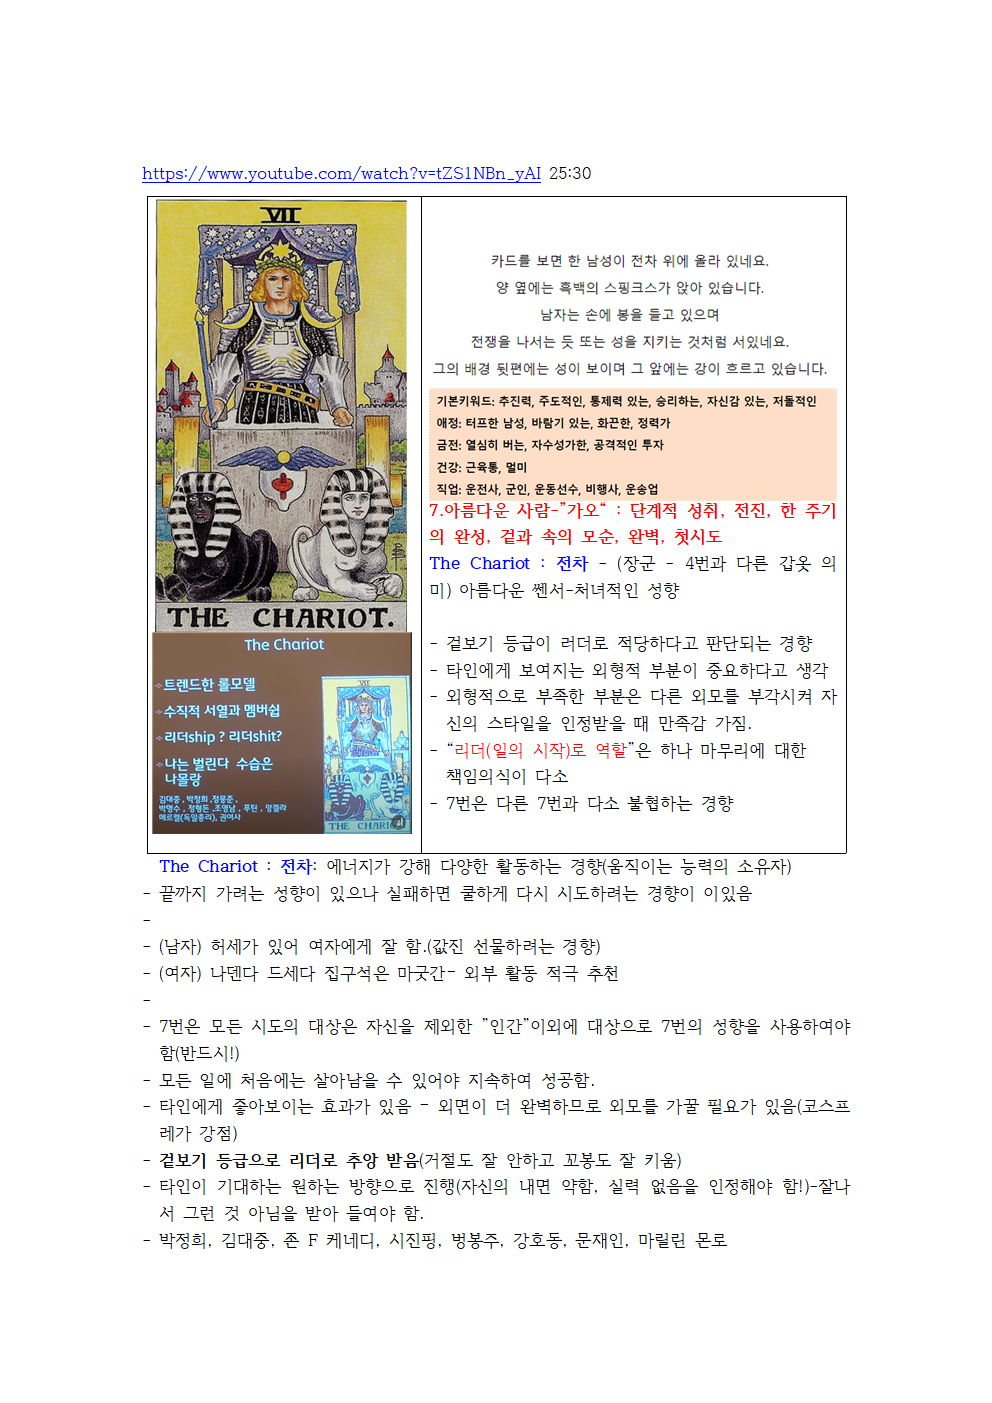 https://www.youtube.com/watch?v=tZS1NBn_yAI 25:30
VII
THE CHARIOT.
The Chariot
트렌드한 롤모델
수직적 서열과 멤버쉽
리더ship ? 리더shit?
나는 벌린다 수습은
나몰랑
김대중 , 박정희 ,정몽준 ,
박영수 , 정형돈 ,조영남 , 푸틴 , 앙겔라
메르켈(독일총리), 권여사
VII
THE CHARI
카드를 보면 한 남성이 전차 위에 올라 있네요.
양 옆에는 흑백의 스핑크스가 앉아 있습니다.
남자는 손에 봉을 들고 있으며
전쟁을 나서는 듯 또는 성을 지키는 것처럼 서있네요.
그의 배경 뒷편에는 성이 보이며 그 앞에는 강이 흐르고 있습니다.
기본키워드: 추진력, 주도적인, 통제력 있는, 승리하는, 자신감 있는, 저돌적인
애정: 터프한 남성, 바람기 있는, 화끈한, 정력가
금전: 열심히 버는, 자수성가한, 공격적인 투자
건강: 근육통, 멀미
직업: 운전사, 군인, 운동선수, 비행사, 운송업
7.아름다운 사람-”가오“ : 단계적 성취, 전진, 한 주기
의 완성, 겉과 속의 모순, 완벽, 첫시도
The Chariot : 전차 - (장군 - 4번과 다른 갑옷 의
미) 아름다운 쎈서-처녀적인 성향
- 겉보기 등급이 러더로 적당하다고 판단되는 경향
- 타인에게 보여지는 외형적 부분이 중요하다고 생각
- 외형적으로 부족한 부분은 다른 외모를 부각시켜 자
신의 스타일을 인정받을 때 만족감 가짐.
- “리더(일의 시작)로 역할”은 하나 마무리에 대한
책임의식이 다소
- 7번은 다른 7번과 다소 불협하는 경향
The Chariot : 전차: 에너지가 강해 다양한 활동하는 경향(움직이는 능력의 소유자)
- 끝까지 가려는 성향이 있으나 실패하면 쿨하게 다시 시도하려는 경향이 이있음
-
- (남자) 허세가 있어 여자에게 잘 함.(값진 선물하려는 경향)
- (여자) 나덴다 드세다 집구석은 마굿간- 외부 활동 적극 추천
-
- 7번은 모든 시도의 대상은 자신을 제외한 ”인간”이외에 대상으로 7번의 성향을 사용하여야
함(반드시!)
- 모든 일에 처음에는 살아남을 수 있어야 지속하여 성공함.
- 타인에게 좋아보이는 효과가 있음 - 외면이 더 완벽하므로 외모를 가꿀 필요가 있음(코스프
레가 강점)
- 겉보기 등급으로 리더로 추앙 받음(거절도 잘 안하고 꼬봉도 잘 키움)
- 타인이 기대하는 원하는 방향으로 진행(자신의 내면 약함, 실력 없음을 인정해야 함!)-잘나
서 그런 것 아님을 받아 들여야 함.
- 박정희, 김대중, 존 F 케네디, 시진핑, 벙봉주, 강호동, 문재인, 마릴린 몬로